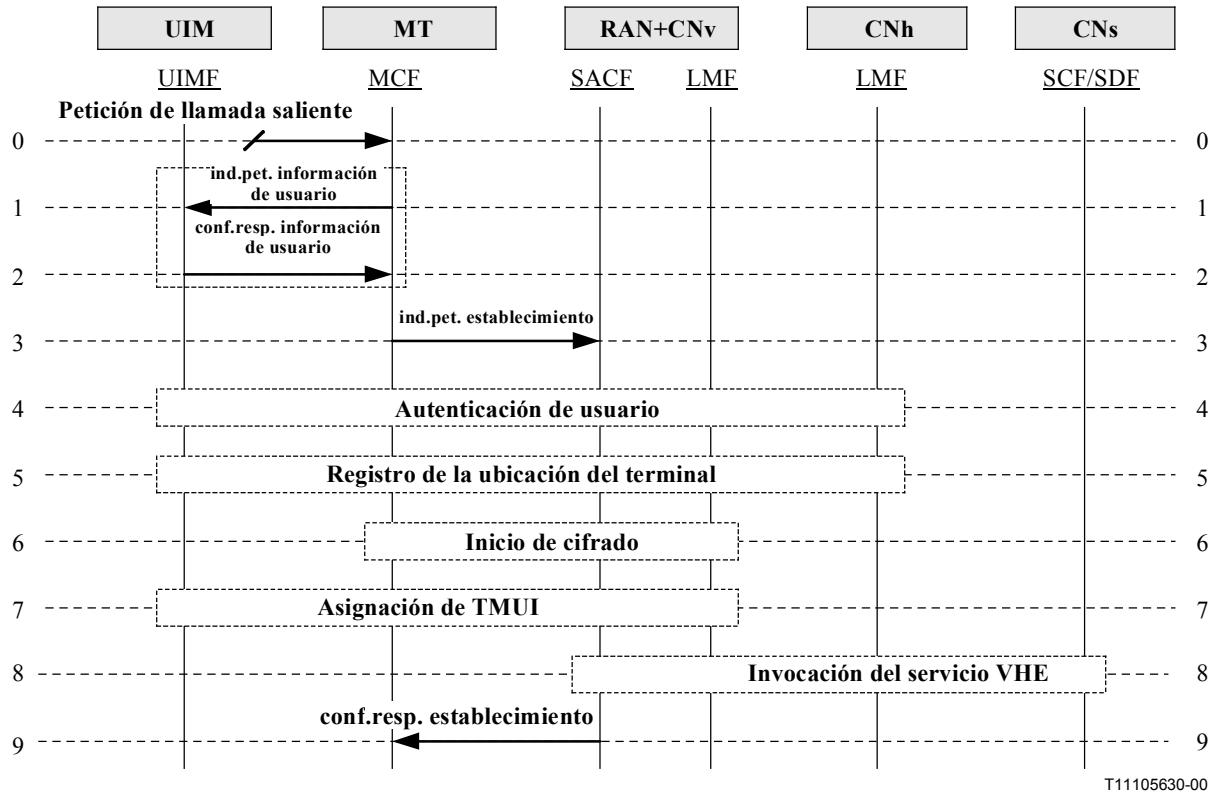 UIM MT RAN+CNv CNh CNs
UIMF MCF SACF LMF LMF SCF/SDF
Petición de llamada saliente
0 0
ind.pet. información
de usuario
1 1
conf.resp. información
de usuario
2 2
ind.pet. establecimiento
3 3
4 Autenticación de usuario 4
5 Registro de la ubicación del terminal 5
6 Inicio de cifrado 6
7 Asignación de TMUI 7
8 Invocación del servicio VHE 8
conf.resp. establecimiento
9 9
T11105630-00